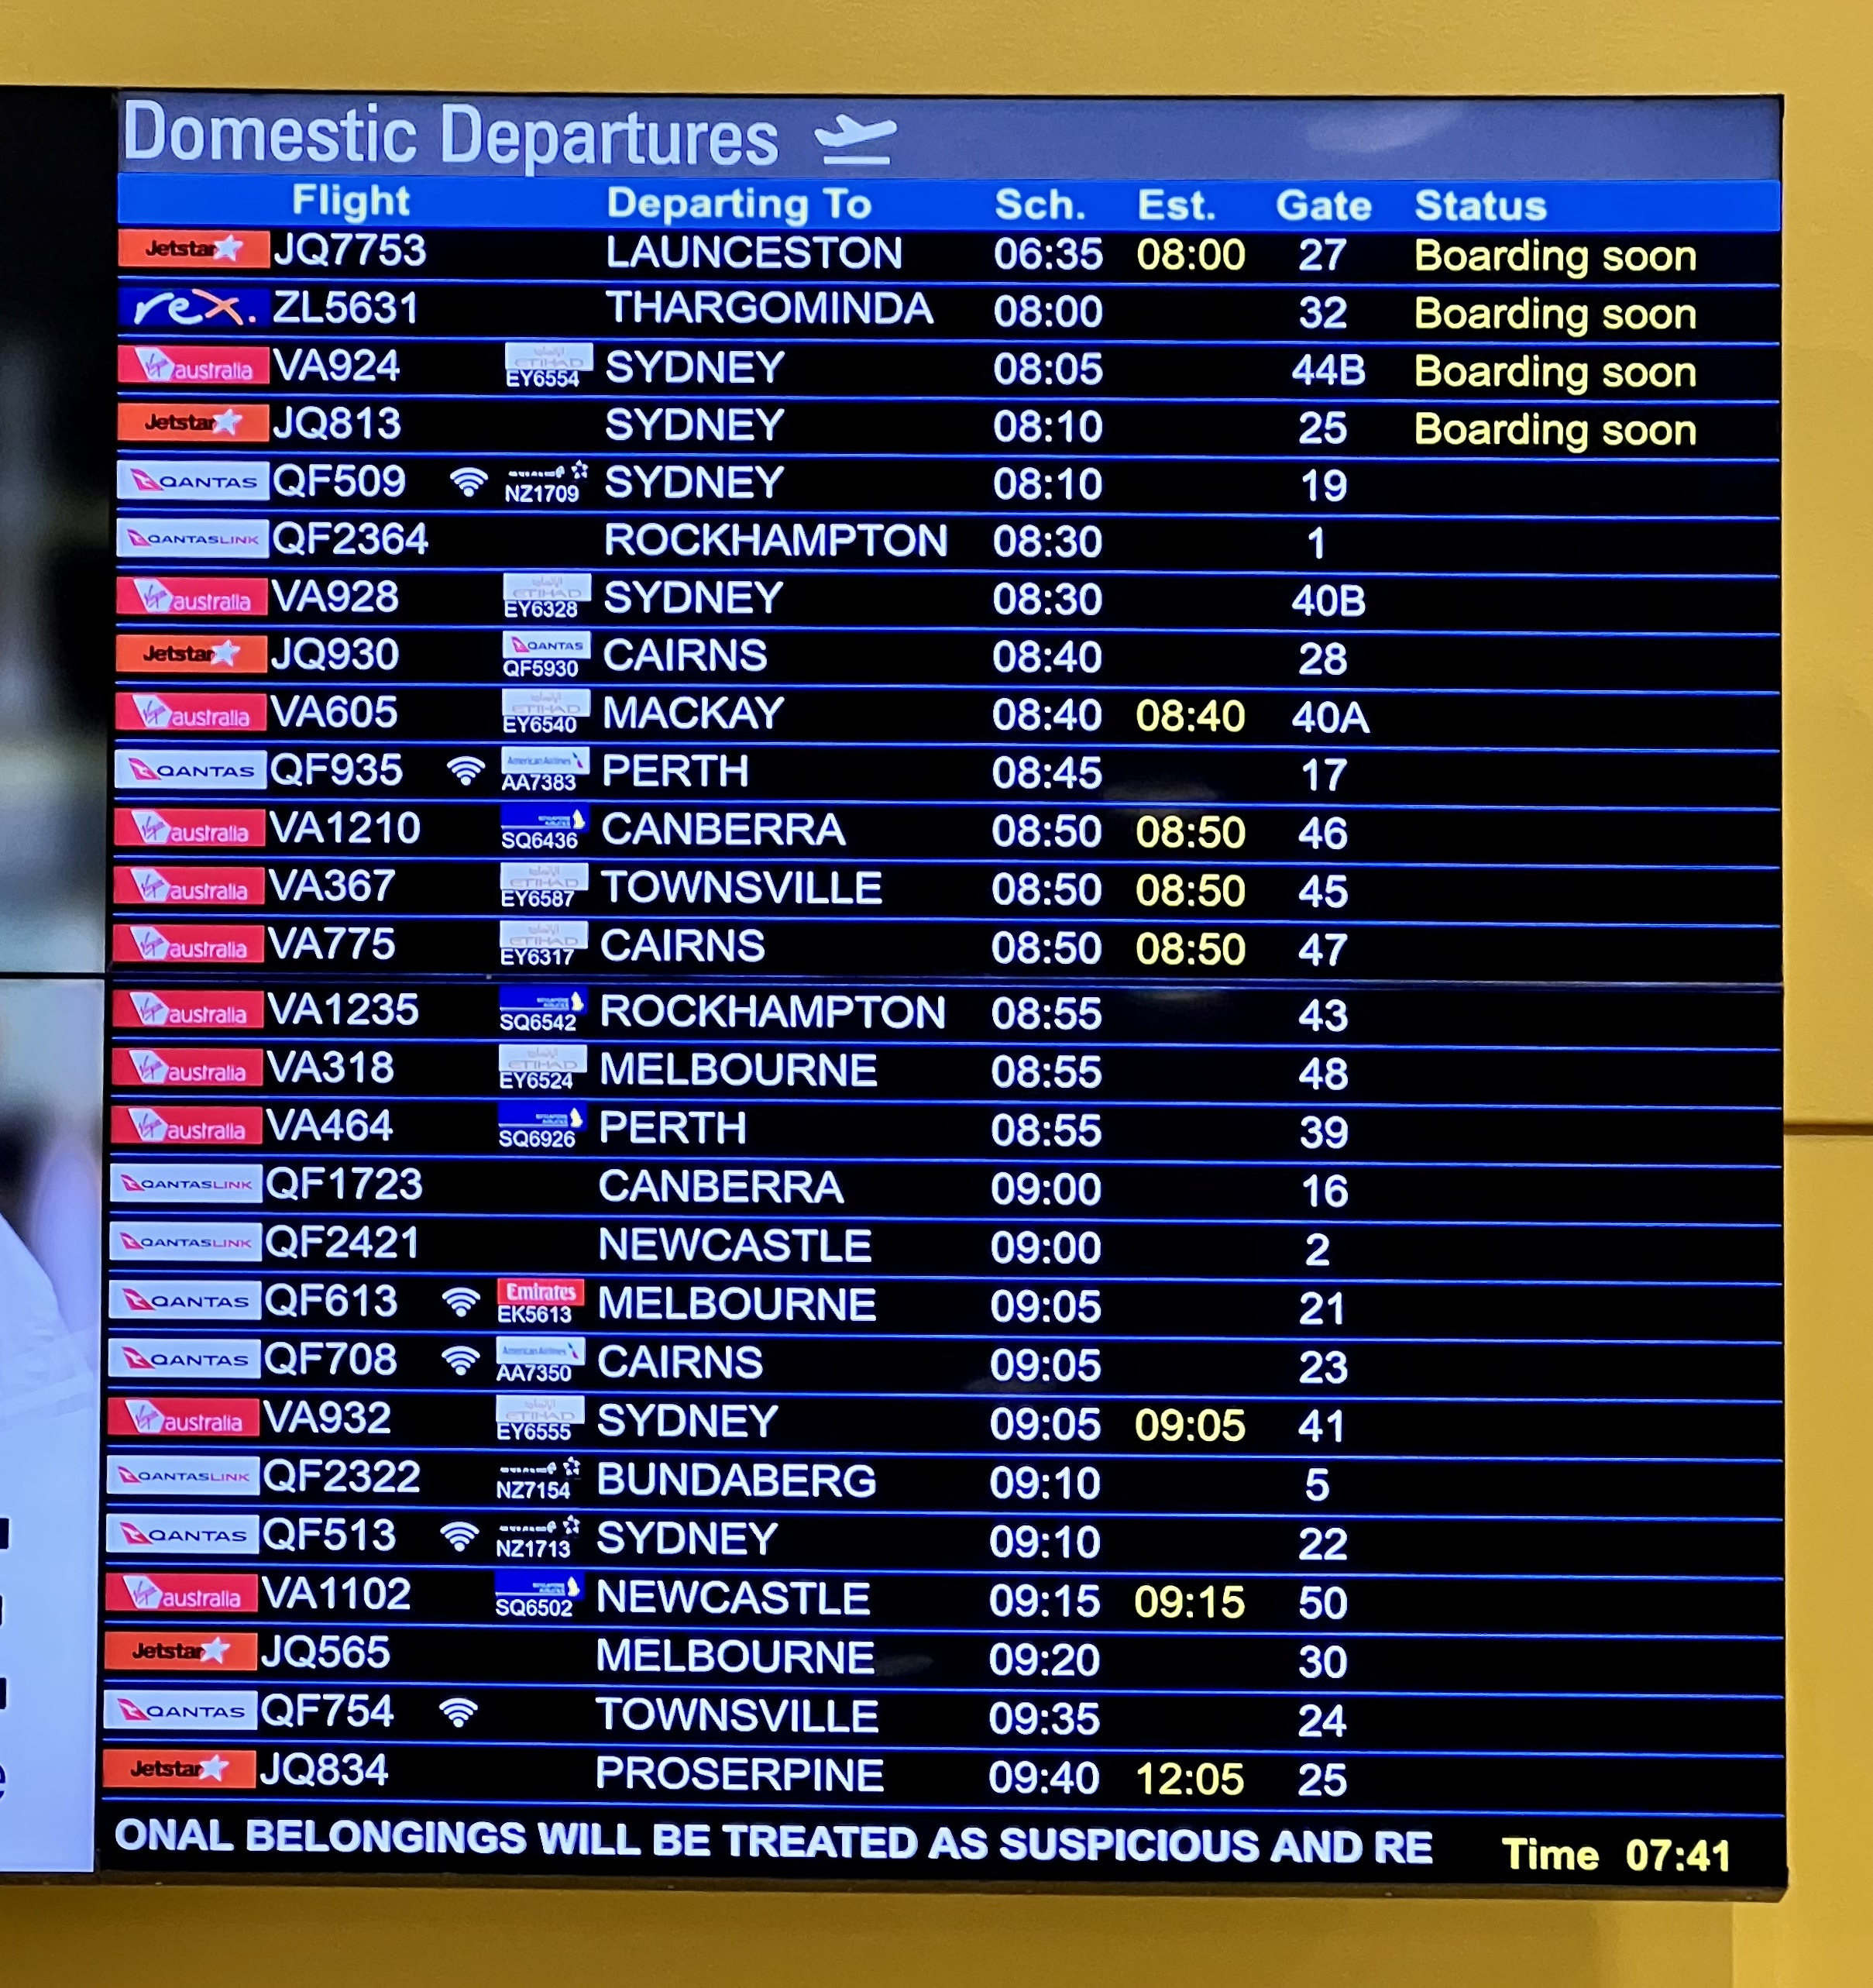 Domestic Departures
Flight Departing To Sch. Est. Gate Status
Jetstar JQ7753 LAUNCESTON 06:35 08:00 27 Boarding soon
rex. ZL5631 THARGOMINDA 08:00 32 Boarding soon
australia VA924 ETIHAD EY6554 SYDNEY 08:05 44B Boarding soon
Jetstar JQ813 SYDNEY 08:10 25 Boarding soon
QANTAS QF509 NZ1709 SYDNEY 08:10 19
QANTASLINK QF2364 ROCKHAMPTON 08:30 1
australia VA928 ETIHAD EY6328 SYDNEY 08:30 40B
Jetstar JQ930 QANTAS QF5930 CAIRNS 08:40 28
australia VA605 ETIHAD EY6540 MACKAY 08:40 08:40 40A
QANTAS QF935 American Airlines AA7383 PERTH 08:45 17
australia VA1210 SQ6436 CANBERRA 08:50 08:50 46
australia VA367 ETIHAD EY6587 TOWNSVILLE 08:50 08:50 45
australia VA775 ETIHAD EY6317 CAIRNS 08:50 08:50 47
australia VA1235 SQ6542 ROCKHAMPTON 08:55 43
australia VA318 ETIHAD EY6524 MELBOURNE 08:55 48
australia VA464 SQ6926 PERTH 08:55 39
QANTASLINK QF1723 CANBERRA 09:00 16
QANTASLINK QF2421 NEWCASTLE 09:00 2
QANTAS QF613 Emirates EK5613 MELBOURNE 09:05 21
QANTAS QF708 American Airlines AA7350 CAIRNS 09:05 23
australia VA932 ETIHAD EY6555 SYDNEY 09:05 09:05 41
QANTASLINK QF2322 NZ7154 BUNDABERG 09:10 5
QANTAS QF513 NZ1713 SYDNEY 09:10 22
australia VA1102 SQ6502 NEWCASTLE 09:15 09:15 50
Jetstar JQ565 MELBOURNE 09:20 30
QANTAS QF754 TOWNSVILLE 09:35 24
Jetstar JQ834 PROSERPINE 09:40 12:05 25
ONAL BELONGINGS WILL BE TREATED AS SUSPICIOUS AND RE Time 07:41